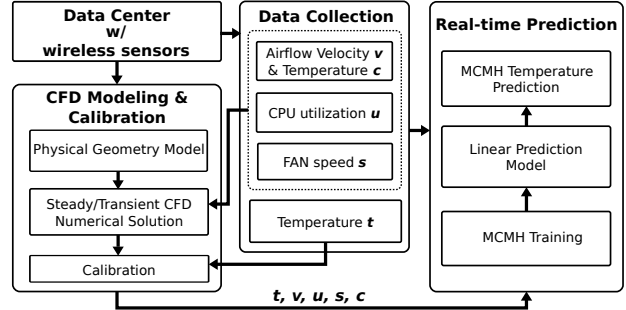 Data Center
w/
wireless sensors
CFD Modeling &
Calibration
Physical Geometry Model
Steady/Transient CFD
Numerical Solution
Calibration
Data Collection
Airflow Velocity v
& Temperature c
CPU utilization u
FAN speed s
Temperature t
Real-time Prediction
MCMH Temperature
Prediction
Linear Prediction
Model
MCMH Training
t, v, u, s, c